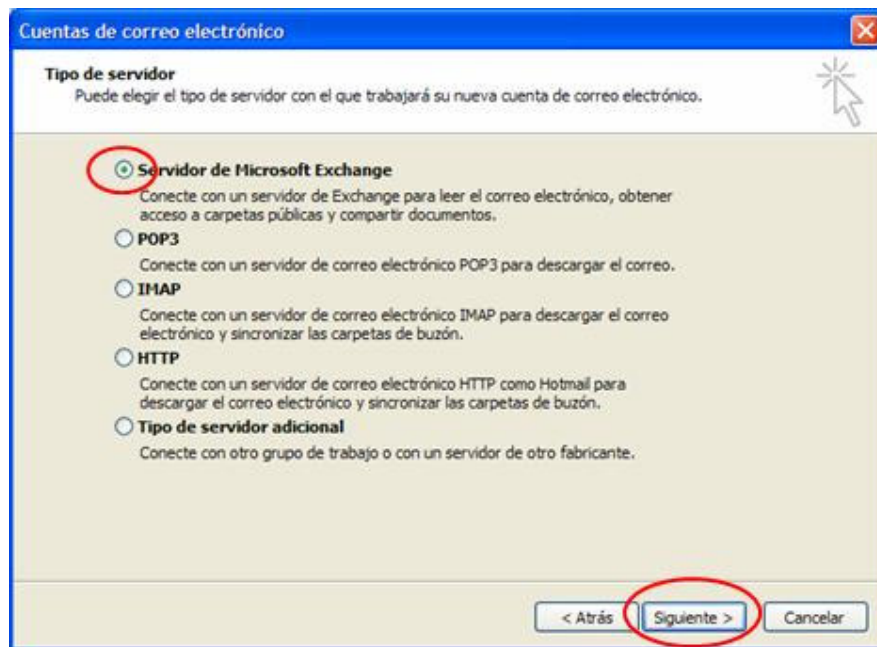 Cuentas de correo electrónico
Tipo de servidor
Puede elegir el tipo de servidor con el que trabajará su nueva cuenta de correo electrónico.
Servidor de Microsoft Exchange
Conecte con un servidor de Exchange para leer el correo electrónico, obtener
acceso a carpetas públicas y compartir documentos.
POP3
Conecte con un servidor de correo electrónico POP3 para descargar el correo.
IMAP
Conecte con un servidor de correo electrónico IMAP para descargar el correo
electrónico y sincronizar las carpetas de buzón.
HTTP
Conecte con un servidor de correo electrónico HTTP como Hotmail para
descargar el correo electrónico y sincronizar las carpetas de buzón.
Tipo de servidor adicional
Conecte con otro grupo de trabajo o con un servidor de otro fabricante.
< Atrás Siguiente > Cancelar